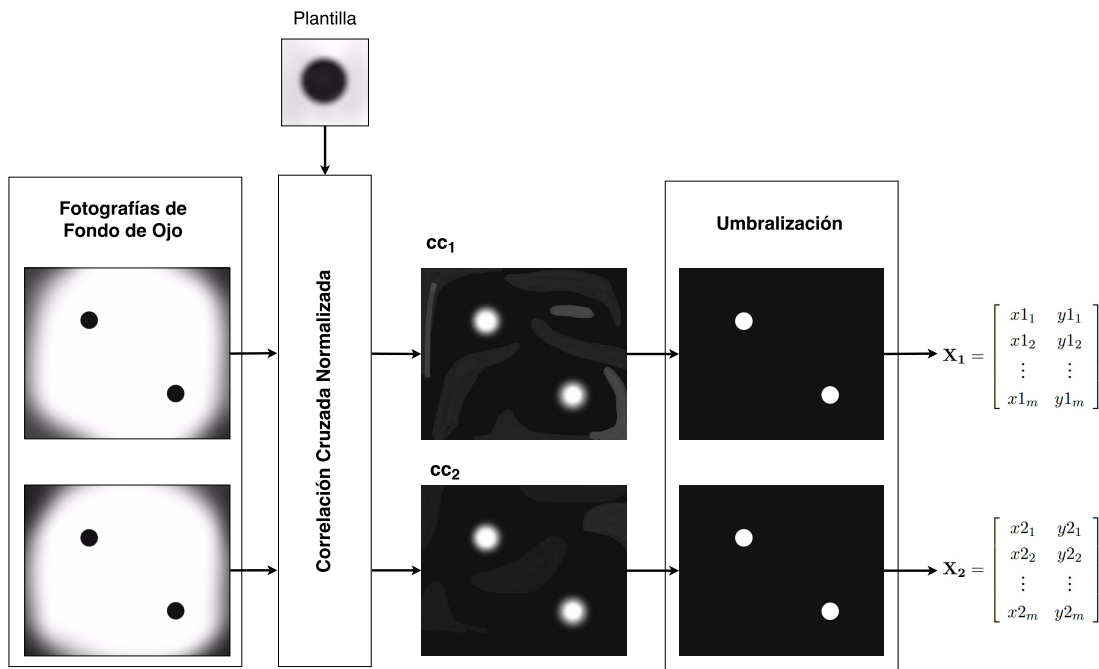 Plantilla
Fotografías de
Fondo de Ojo
Correlación Cruzada Normalizada
cc₁
cc₂
Umbralización
X₁ =
x1₁ y1₁
x1₂ y1₂
⋮ ⋮
x1ₘ y1ₘ
X₂ =
x2₁ y2₁
x2₂ y2₂
⋮ ⋮
x2ₘ y2ₘ